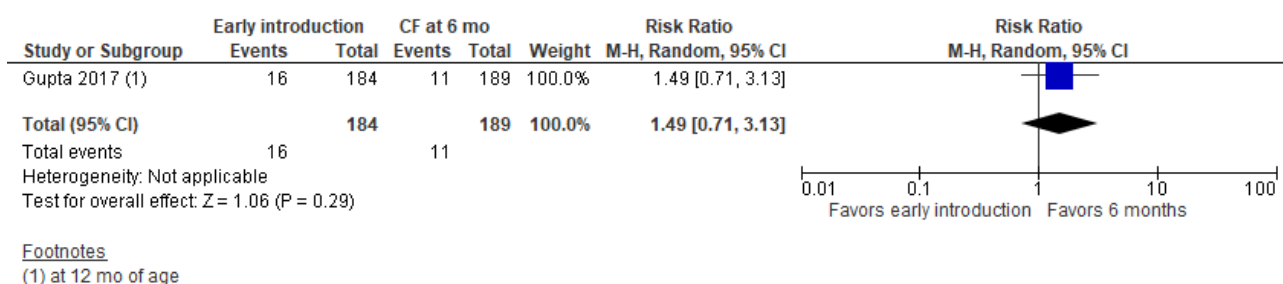 Early introduction CF at 6 mo Risk Ratio Risk Ratio
Study or Subgroup Events Total Events Total Weight M-H, Random, 95% CI M-H, Random, 95% CI
Gupta 2017 (1) 16 184 11 189 100.0% 1.49 [0.71, 3.13]
Total (95% CI) 184 189 100.0% 1.49 [0.71, 3.13]
Total events 16 11
Heterogeneity: Not applicable
Test for overall effect: Z = 1.06 (P = 0.29)
0.01 0.1 1 10 100
Favors early introduction Favors 6 months
Footnotes
(1) at 12 mo of age